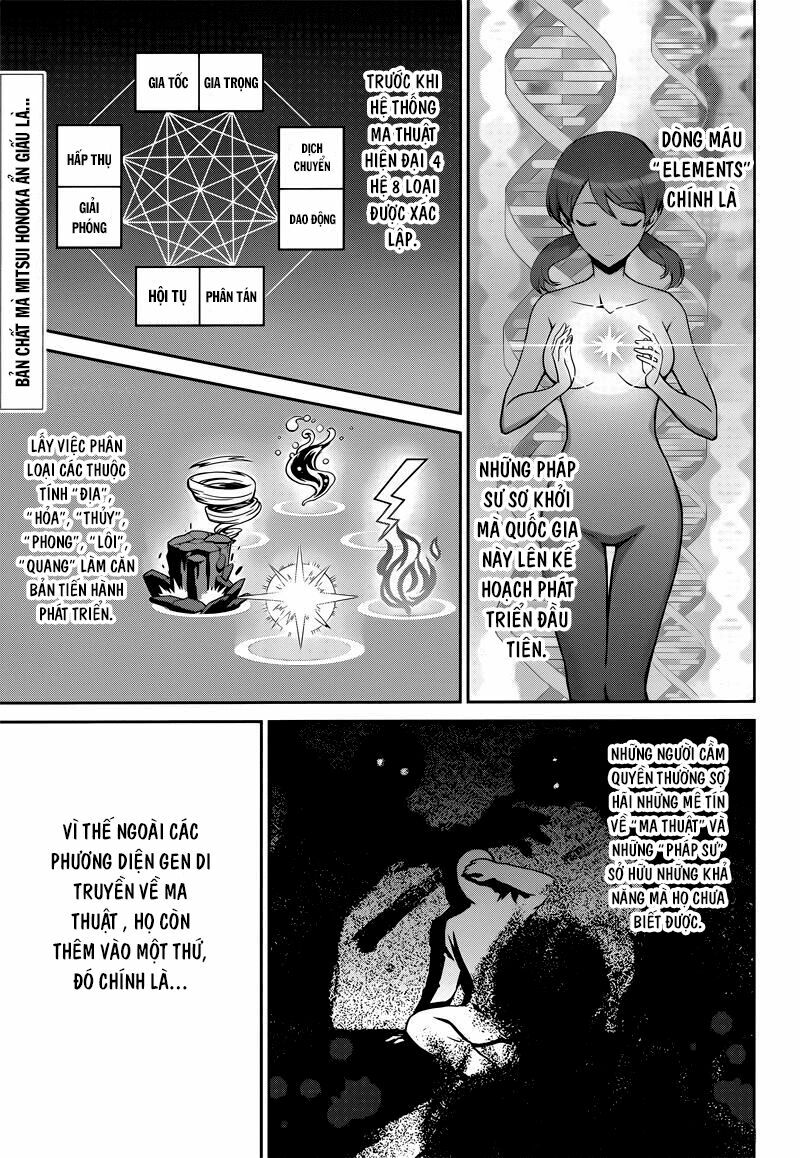 DÒNG MÁU
"ELEMENTS"
CHÍNH LÀ
NHỮNG PHÁP
SƯ SƠ KHỞI
MÀ QUỐC GIA
NÀY LÊN KẾ
HOẠCH PHÁT
TRIỂN ĐẦU
TIÊN.
TRƯỚC KHI
HỆ THỐNG
MA THUẬT
HIỆN ĐẠI 4
HỆ 8 LOẠI
ĐƯỢC XÁC
LẬP.
GIA TỐC
GIA TRỌNG
HẤP THỤ
GIẢI
PHÓNG
DỊCH
CHUYỂN
DAO ĐỘNG
HỘI TỤ
PHÂN TÁN
BẢN CHẤT MÀ MITSUI HONOKA ẨN GIẤU LÀ...
LẤY VIỆC PHÂN
LOẠI CÁC THUỘC
TÍNH "ĐỊA",
"HỎA", "THỦY",
"PHONG", "LÔI",
"QUANG" LÀM CĂN
BẢN TIẾN HÀNH
PHÁT TRIỂN.
NHỮNG NGƯỜI CẦM
QUYỀN THƯỜNG SỢ
HÃI NHỮNG MÊ TÍN
VỀ "MA THUẬT" VÀ
NHỮNG "PHÁP SƯ"
SỞ HỮU NHỮNG KHẢ
NĂNG MÀ HỌ CHƯA
BIẾT ĐƯỢC.
VÌ THẾ NGOÀI CÁC
PHƯƠNG DIỆN GEN DI
TRUYỀN VỀ MA
THUẬT , HỌ CÒN
THÊM VÀO MỘT THỨ,
ĐÓ CHÍNH LÀ...